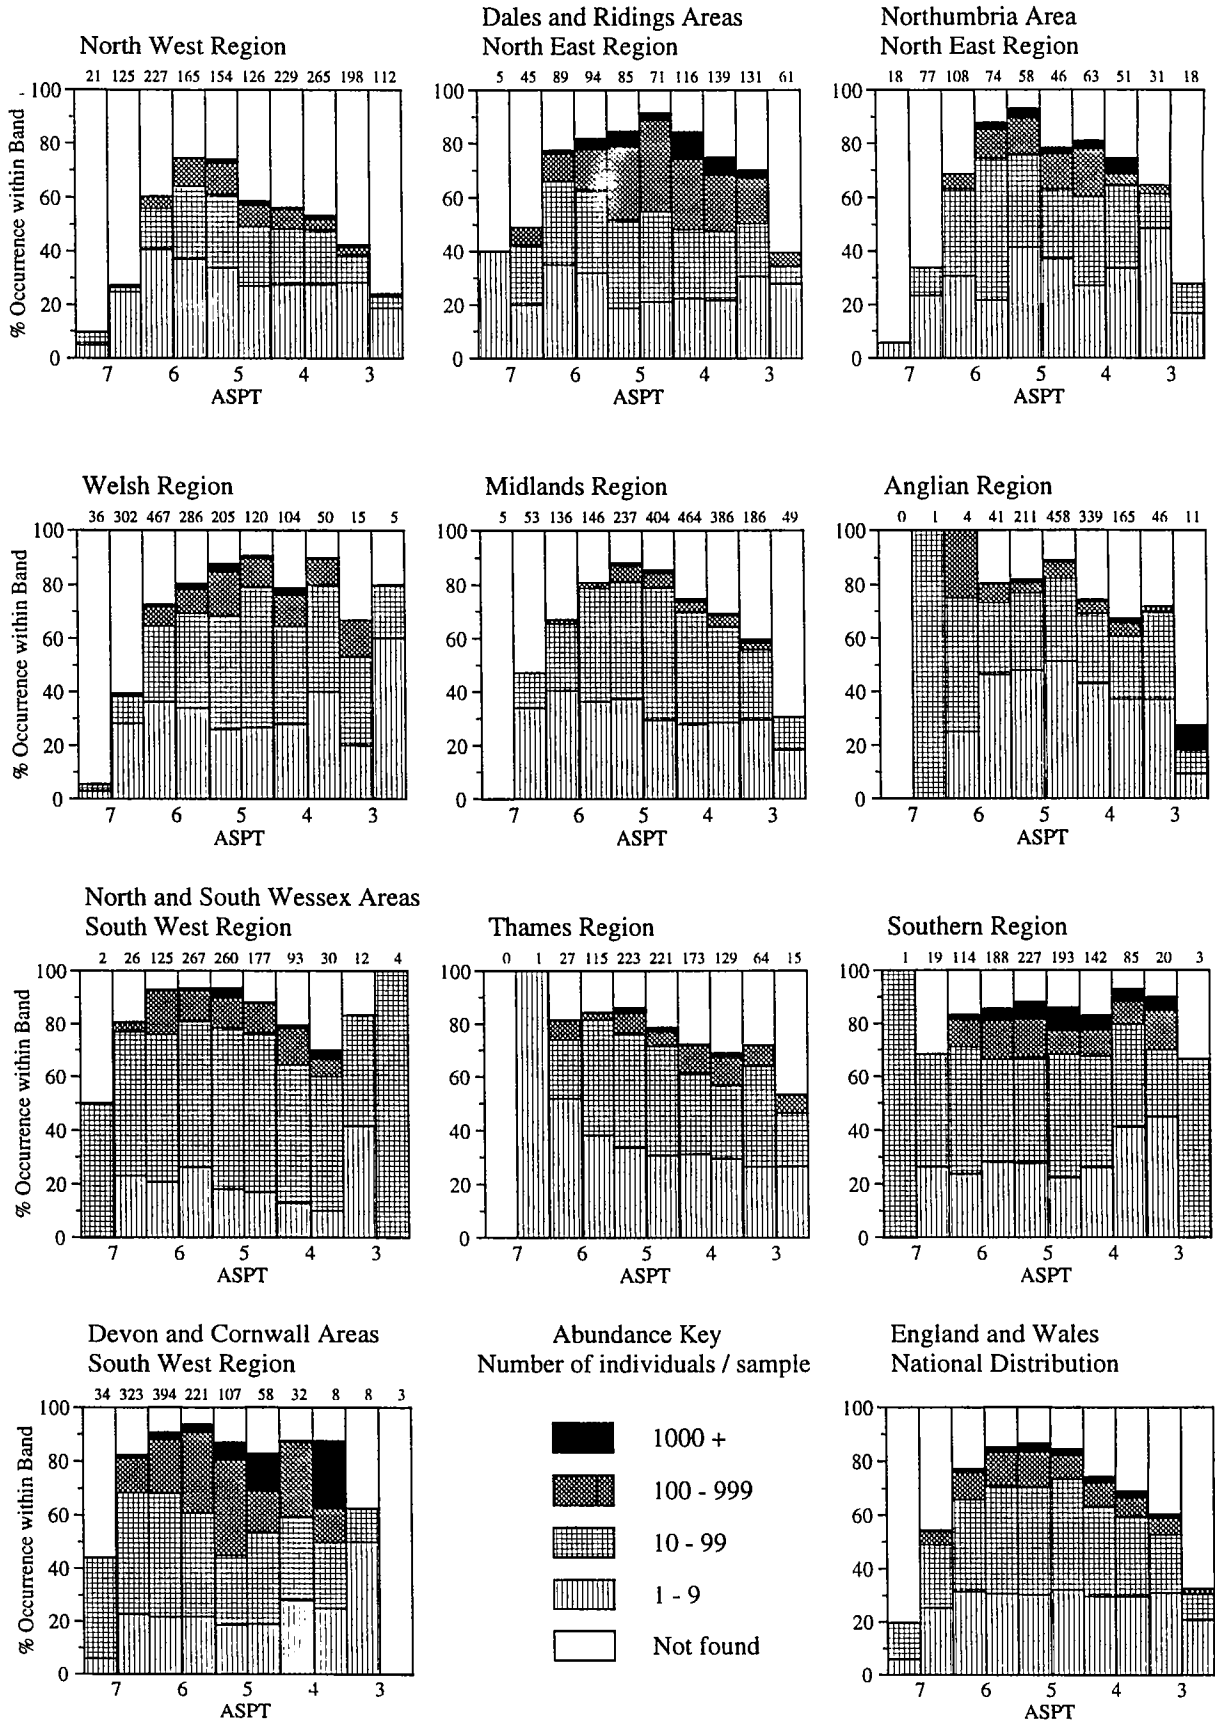 North West Region
21 125 227 165 154 126 229 265 198 112
% Occurrence within Band
100
80
60
40
20
0
7 6 5 4 3
ASPT
Dales and Ridings Areas
North East Region
5 45 89 94 85 71 116 139 131 61
100
80
60
40
20
0
7 6 5 4 3
ASPT
Northumbria Area
North East Region
18 77 108 74 58 46 63 51 31 18
100
80
60
40
20
0
7 6 5 4 3
ASPT
Welsh Region
36 302 467 286 205 120 104 50 15 5
% Occurrence within Band
100
80
60
40
20
0
7 6 5 4 3
ASPT
Midlands Region
5 53 136 146 237 404 464 386 186 49
100
80
60
40
20
0
7 6 5 4 3
ASPT
Anglian Region
0 1 4 41 211 458 339 165 46 11
100
80
60
40
20
0
7 6 5 4 3
ASPT
North and South Wessex Areas
South West Region
2 26 125 267 260 177 93 30 12 4
% Occurrence within Band
100
80
60
40
20
0
7 6 5 4 3
ASPT
Thames Region
0 1 27 115 223 221 173 129 64 15
100
80
60
40
20
0
7 6 5 4 3
ASPT
Southern Region
1 19 114 188 227 193 142 85 20 3
100
80
60
40
20
0
7 6 5 4 3
ASPT
Devon and Cornwall Areas
South West Region
34 323 394 221 107 58 32 8 8 3
% Occurrence within Band
100
80
60
40
20
0
7 6 5 4 3
ASPT
Abundance Key
Number of individuals / sample
1000 +
100 - 999
10 - 99
1 - 9
Not found
England and Wales
National Distribution
100
80
60
40
20
0
7 6 5 4 3
ASPT